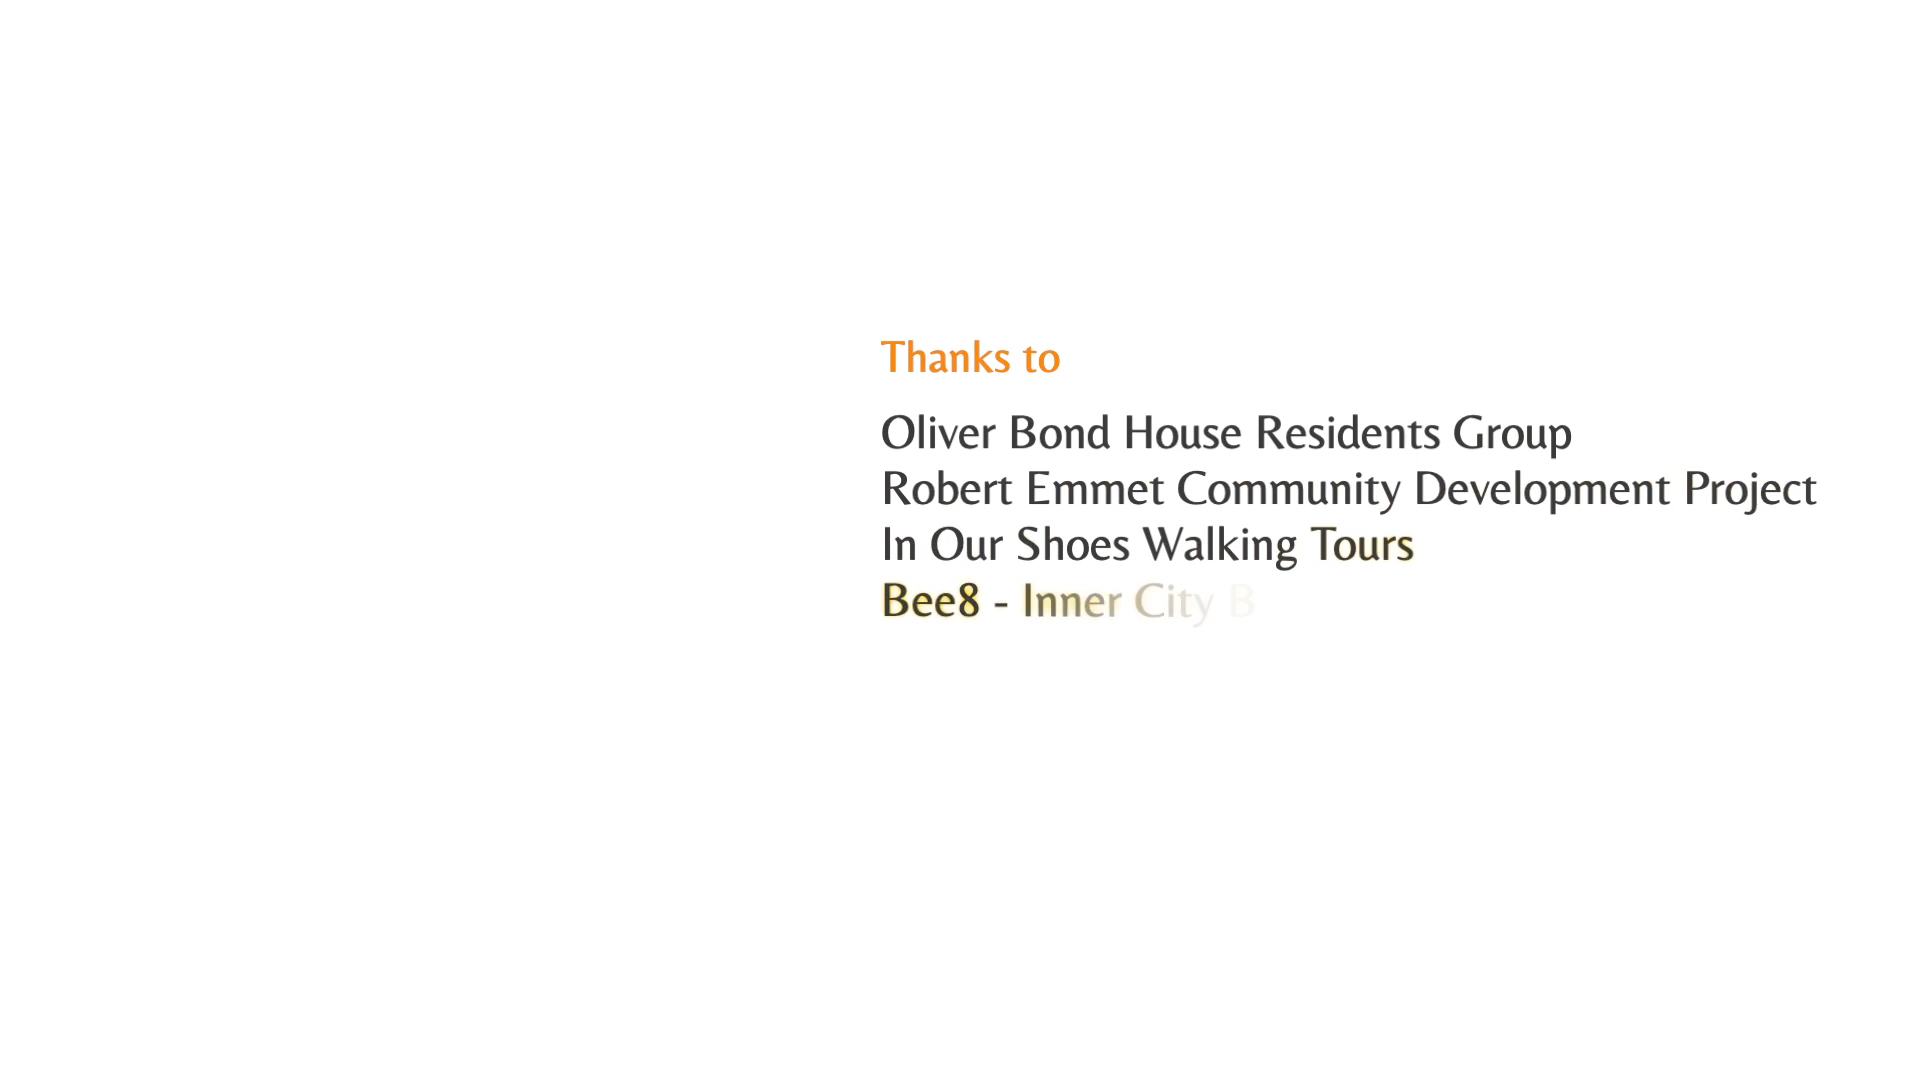 Thanks to
Oliver Bond House Residents Group
Robert Emmet Community Development Project
In Our Shoes Walking Tours
Bee8 - Inner City B